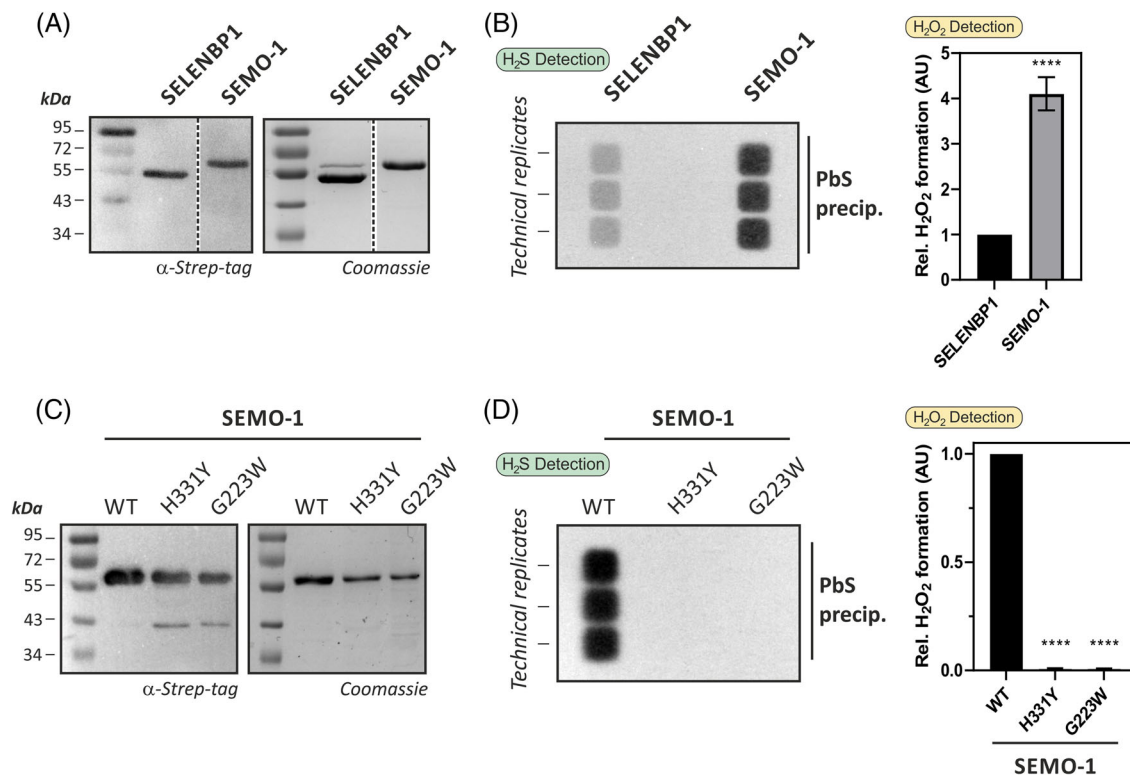 (A)
SELENBP1
SEMO-1
SELENBP1
SEMO-1
kDa
95
72
55
43
34
α-Strep-tag
Coomassie
(B)
H₂S Detection
SELENBP1
SEMO-1
Technical replicates
PbS
precip.
H₂O₂ Detection
Rel. H₂O₂ formation (AU)
5
4
3
2
1
0
****
SELENBP1
SEMO-1
(C)
SEMO-1
kDa
WT
H331Y
G223W
WT
H331Y
G223W
95
72
55
43
34
α-Strep-tag
Coomassie
(D)
SEMO-1
H₂S Detection
WT
H331Y
G223W
Technical replicates
PbS
precip.
H₂O₂ Detection
Rel. H₂O₂ formation (AU)
1.0
0.5
0.0
**** ****
WT
H331Y
G223W
SEMO-1